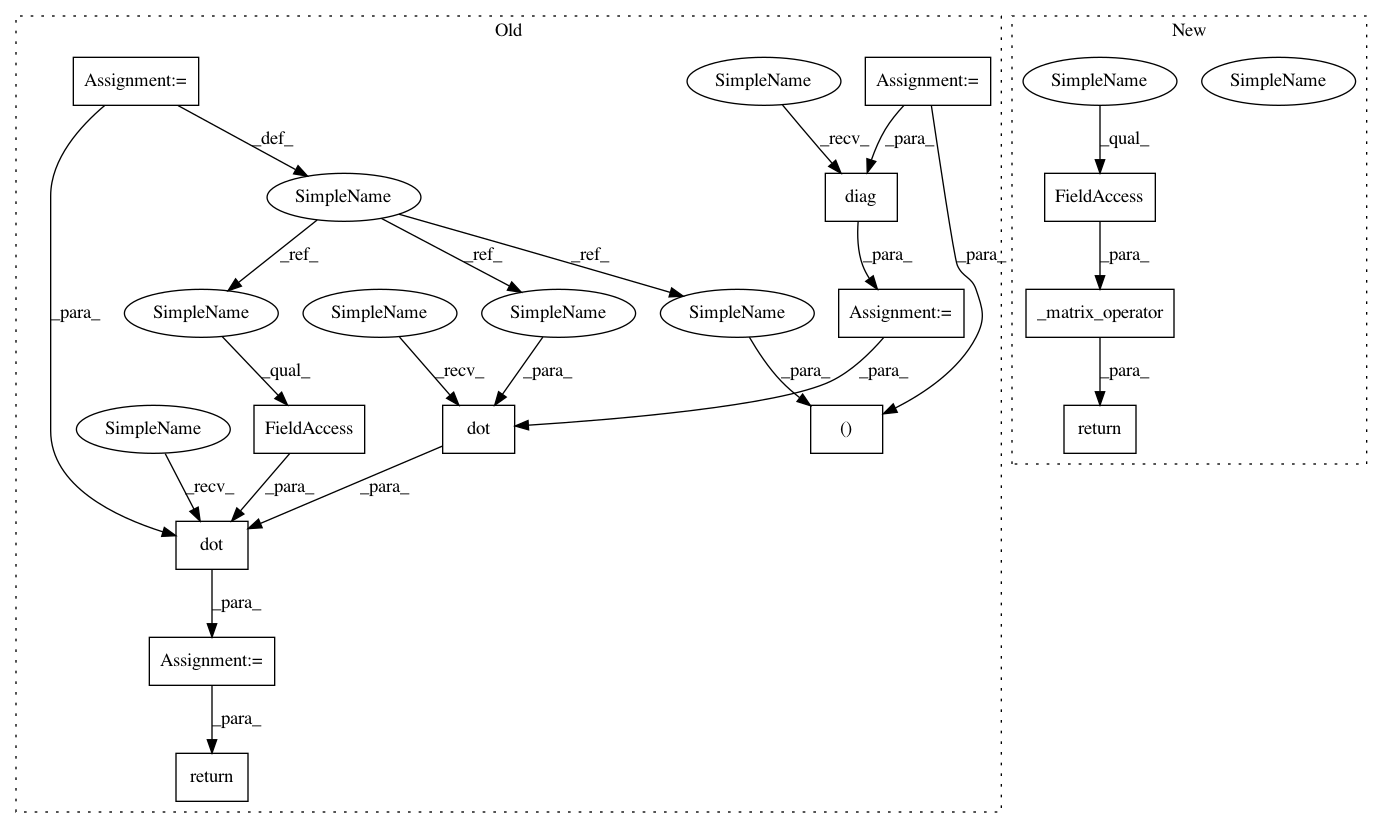 Old
New
Assignment:=
SimpleName
Assignment:=
SimpleName
SimpleName
_def_
_recv_
_para_
_qual_
SimpleName
diag
FieldAccess
_ref_
_ref_
_ref_
_para_
_para_
_para_
_para_
SimpleName
SimpleName
SimpleName
SimpleName
Assignment:=
_matrix_operator
_qual_
_recv_
_para_
_para_
_para_
_para_
SimpleName
FieldAccess
dot
()
return
_recv_
_para_
_para_
dot
_para_
Assignment:=
_para_
return